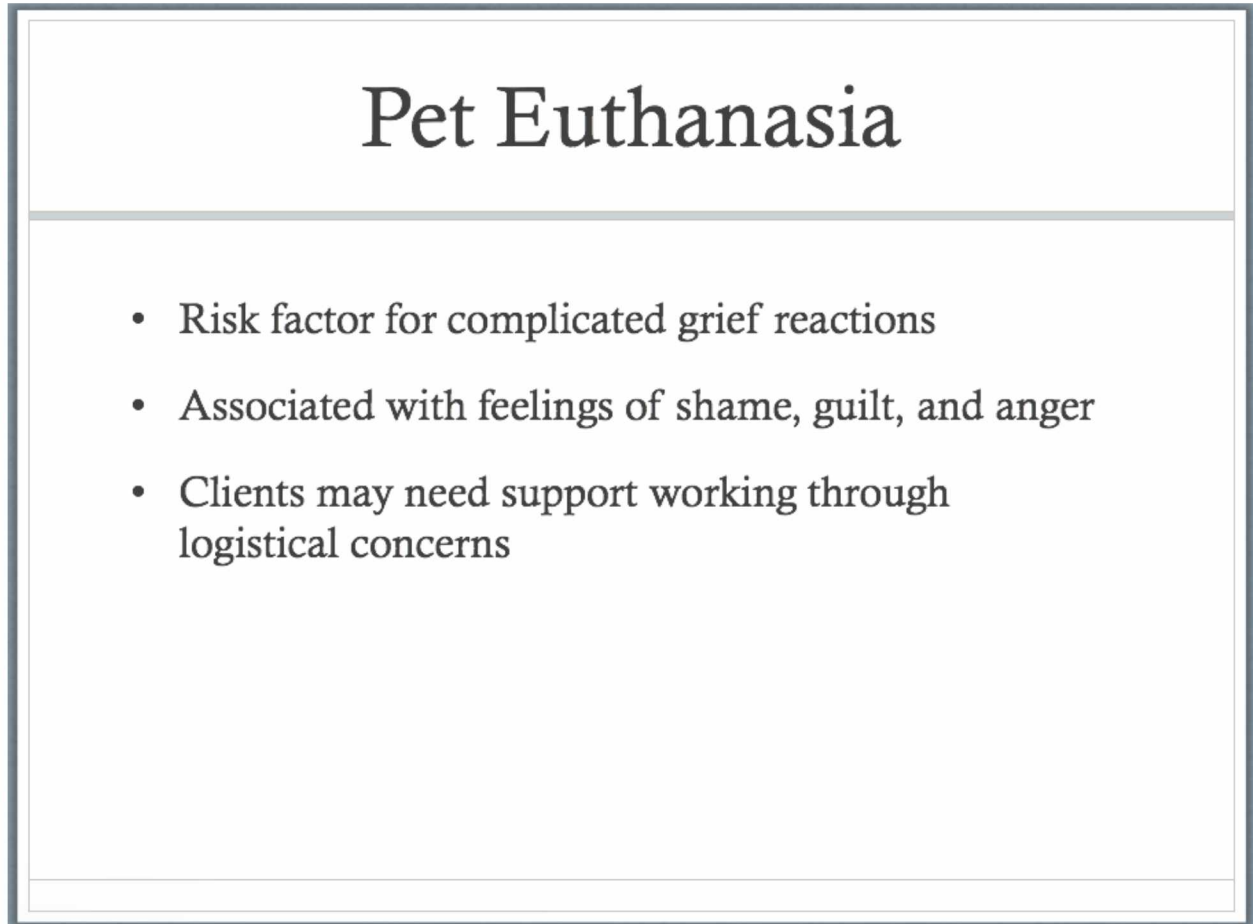 Pet Euthanasia
• Risk factor for complicated grief reactions
• Associated with feelings of shame, guilt, and anger
• Clients may need support working through
logistical concerns